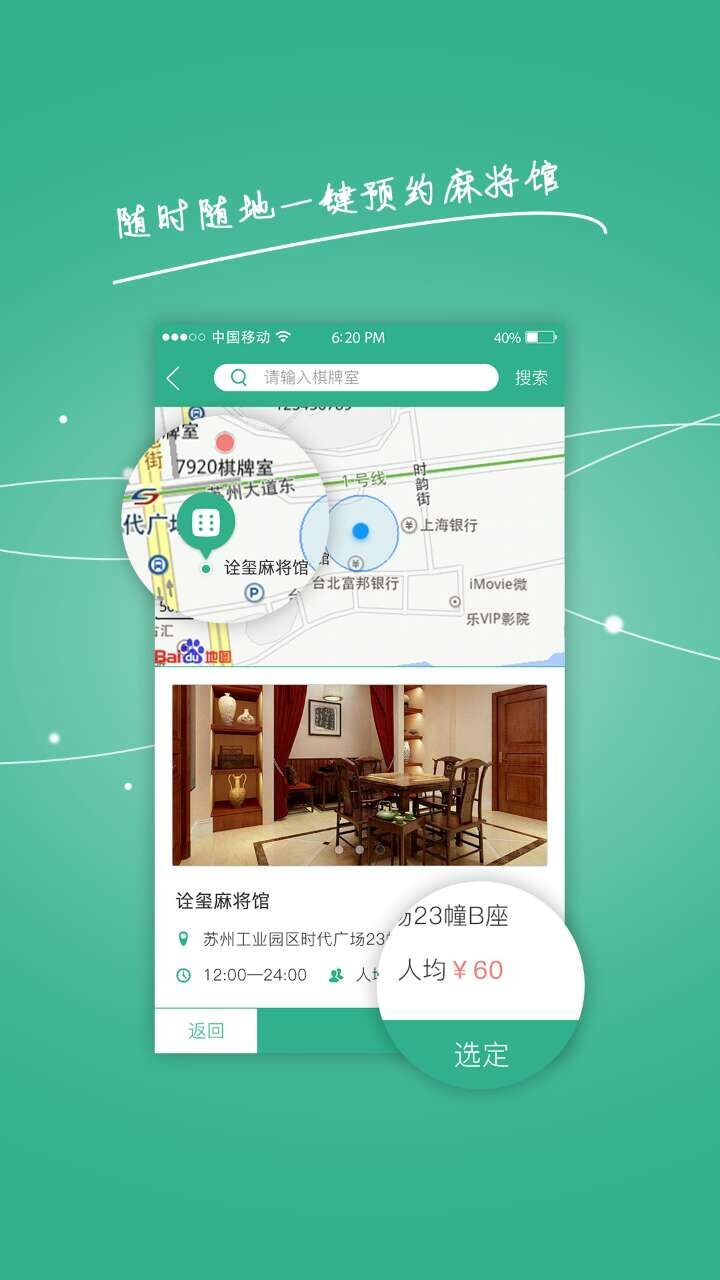 随时随地一键预约麻将馆
中国移动 6:20 PM 40%
请输入棋牌室 搜索
123456789
牌室
7920棋牌室
街
苏州大道东
1号线
时韵街
代广场
上海银行
诠玺麻将馆
馆
台北富邦银行
P
iMovie微
乐VIP影院
古汇
Bai du 地图
诠玺麻将馆
苏州工业园区时代广场23
场23幢B座
12:00—24:00
人均¥60
返回
选定